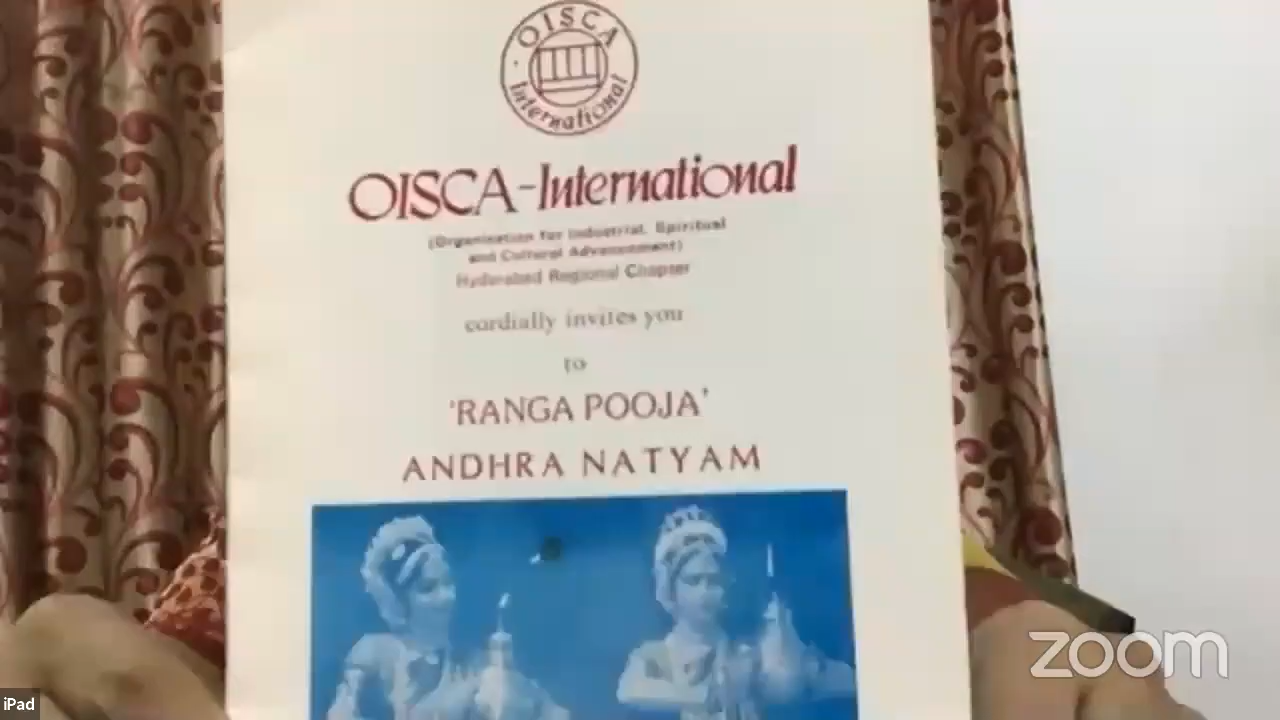 OISCA
International
OISCA-International
(Organisation for Industrial, Spiritual
and Cultural Advancement)
Hyderabad Regional Chapter
cordially invites you
to
'RANGA POOJA'
ANDHRA NATYAM
zoom
iPad